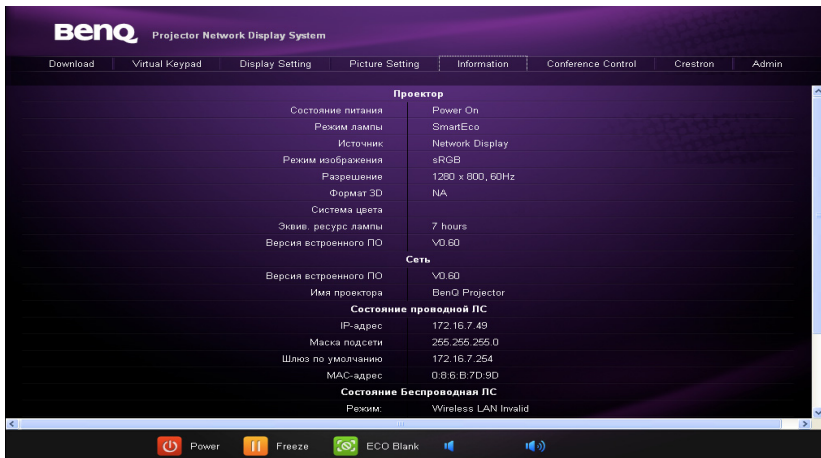 BenQ Projector Network Display System
Download Virtual Keypad Display Setting Picture Setting Information Conference Control Crestron Admin
Проектор
Состояние питания Power On
Режим лампы SmartEco
Источник Network Display
Режим изображения sRGB
Разрешение 1280 x 800, 60Hz
Формат 3D NA
Система цвета
Эквив. ресурс лампы 7 hours
Версия встроенного ПО V0.60
Сеть
Версия встроенного ПО V0.60
Имя проектора BenQ Projector
Состояние проводной ЛС
IP-адрес 172.16.7.49
Маска подсети 255.255.255.0
Шлюз по умолчанию 172.16.7.254
MAC-адрес 0:8:6:B:7D:9D
Состояние Беспроводная ЛС
Режим: Wireless LAN Invalid
Power Freeze ECO Blank